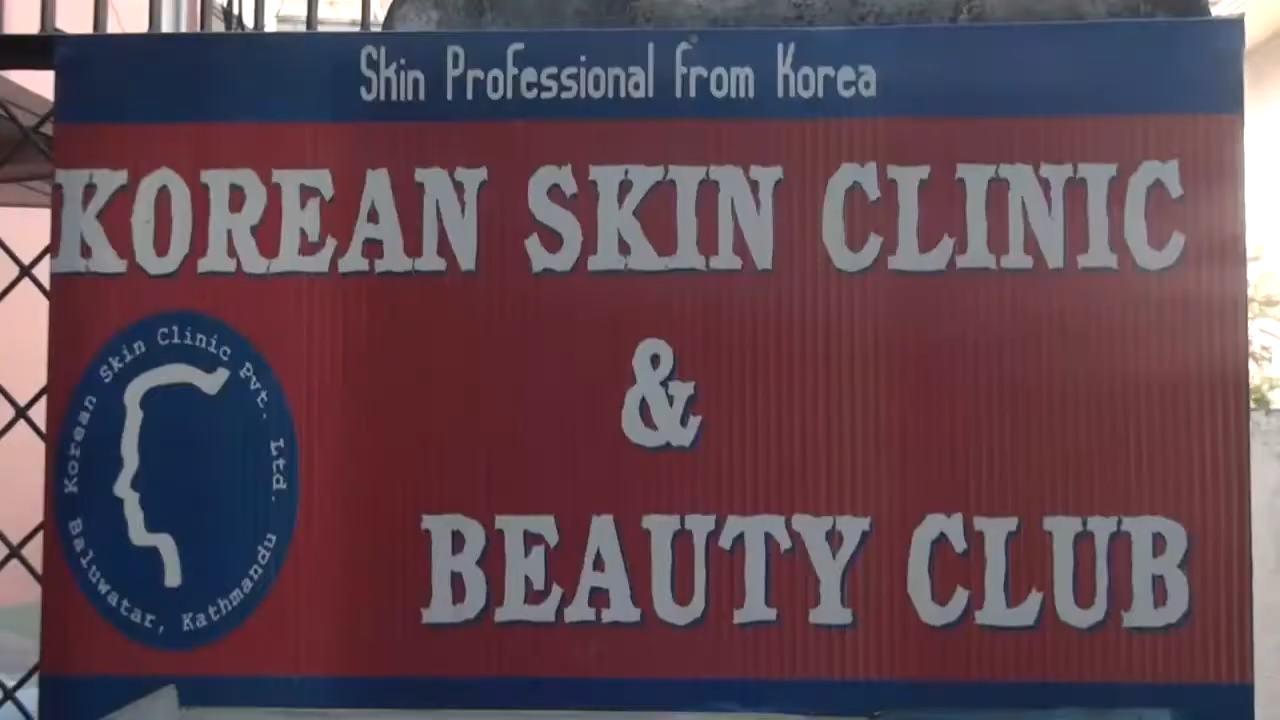 Skin Professional from Korea
KOREAN SKIN CLINIC
&
BEAUTY CLUB
Korean Skin Clinic Pvt. Ltd.
Baluwatar, Kathmandu